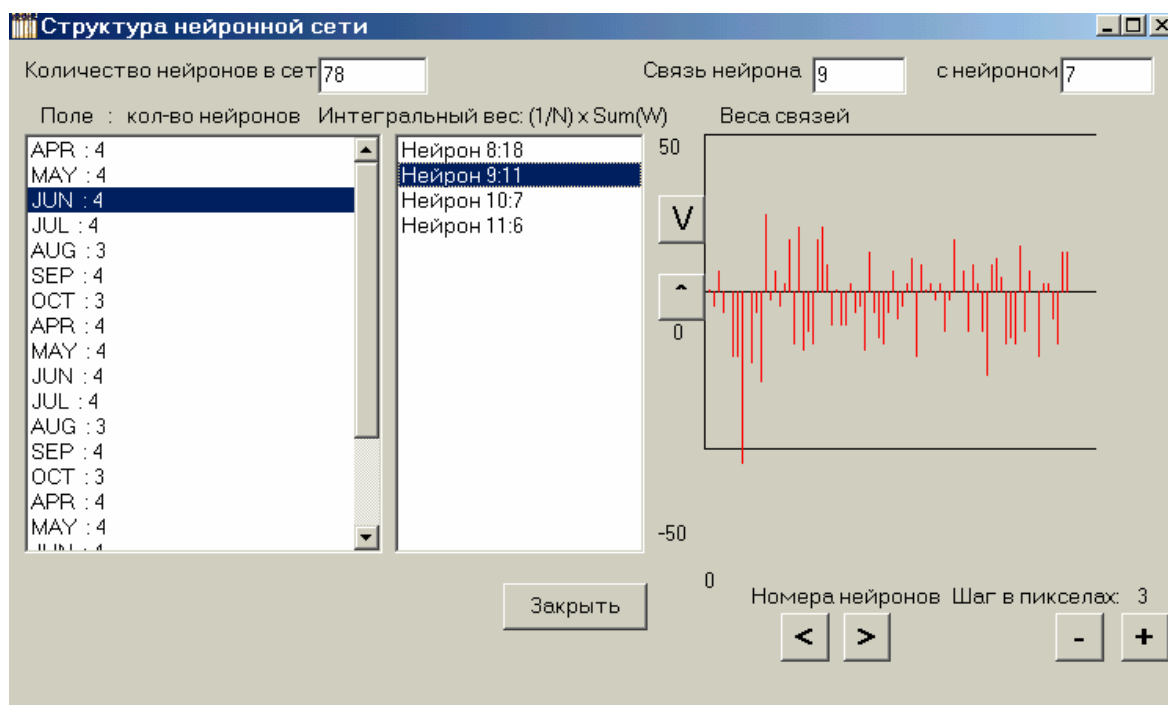 Структура нейронной сети
Количество нейронов в сет 78 Связь нейрона 9 с нейроном 7
Поле : кол-во нейронов Интегральный вес: (1/N) x Sum(W) Веса связей
APR : 4
MAY : 4
JUN : 4
JUL : 4
AUG : 3
SEP : 4
OCT : 3
APR : 4
MAY : 4
JUN : 4
JUL : 4
AUG : 3
SEP : 4
OCT : 3
APR : 4
MAY : 4
JUN : 4
Нейрон 8:18
Нейрон 9:11
Нейрон 10:7
Нейрон 11:6
50
V
^
0
-50
0
Номера нейронов Шаг в пикселах: 3
Закрыть
< > - +